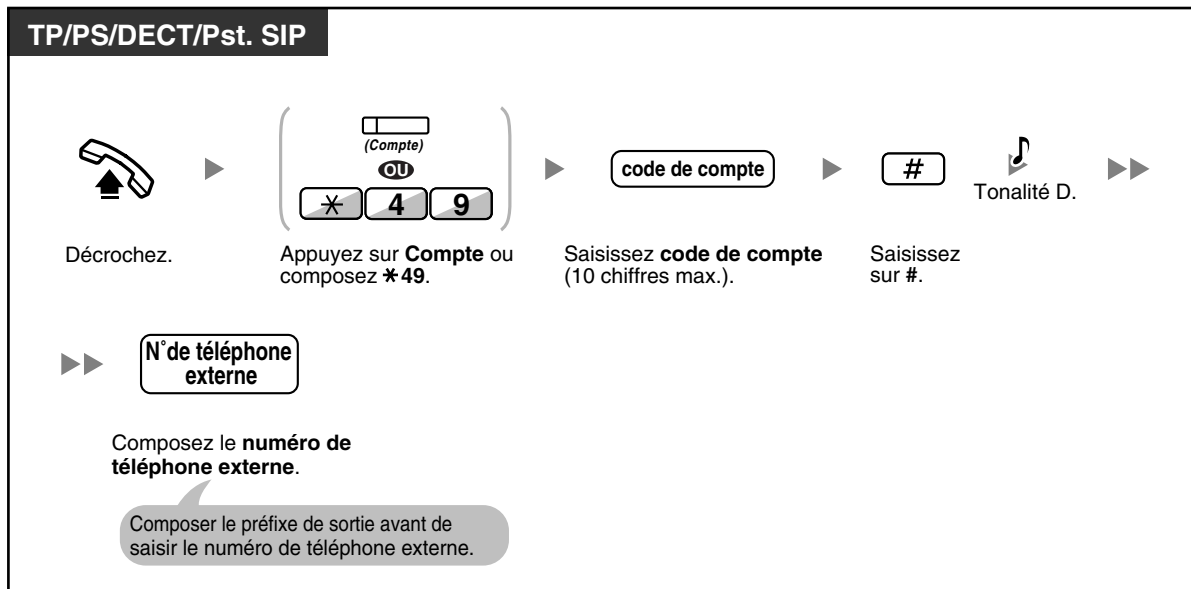 TP/PS/DECT/Pst. SIP
(Compte)
OU
* 4 9
code de compte
#
Tonalité D.
Décrochez.
Appuyez sur Compte ou
composez *49.
Saisissez code de compte
(10 chiffres max.).
Saisissez
sur #.
N°de téléphone
externe
Composez le numéro de
téléphone externe.
Composer le préfixe de sortie avant de
saisir le numéro de téléphone externe.